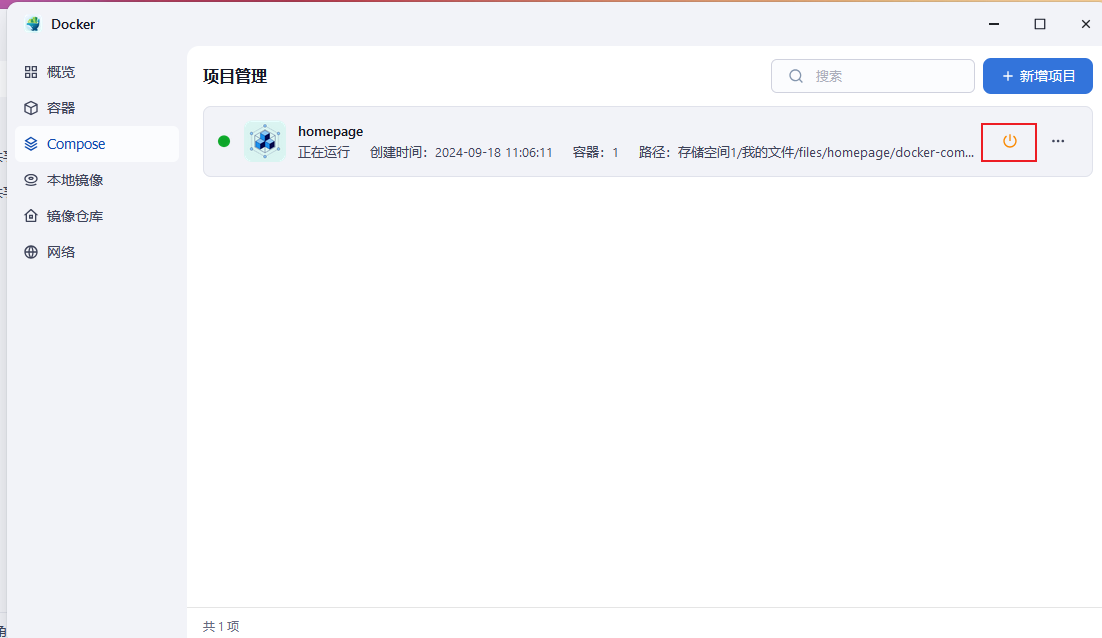 Docker
概览
容器
Compose
本地镜像
镜像仓库
网络
项目管理
搜索
新增项目
homepage
正在运行 创建时间：2024-09-18 11:06:11 容器：1 路径：存储空间1/我的文件/files/homepage/docker-com...
共 1 项